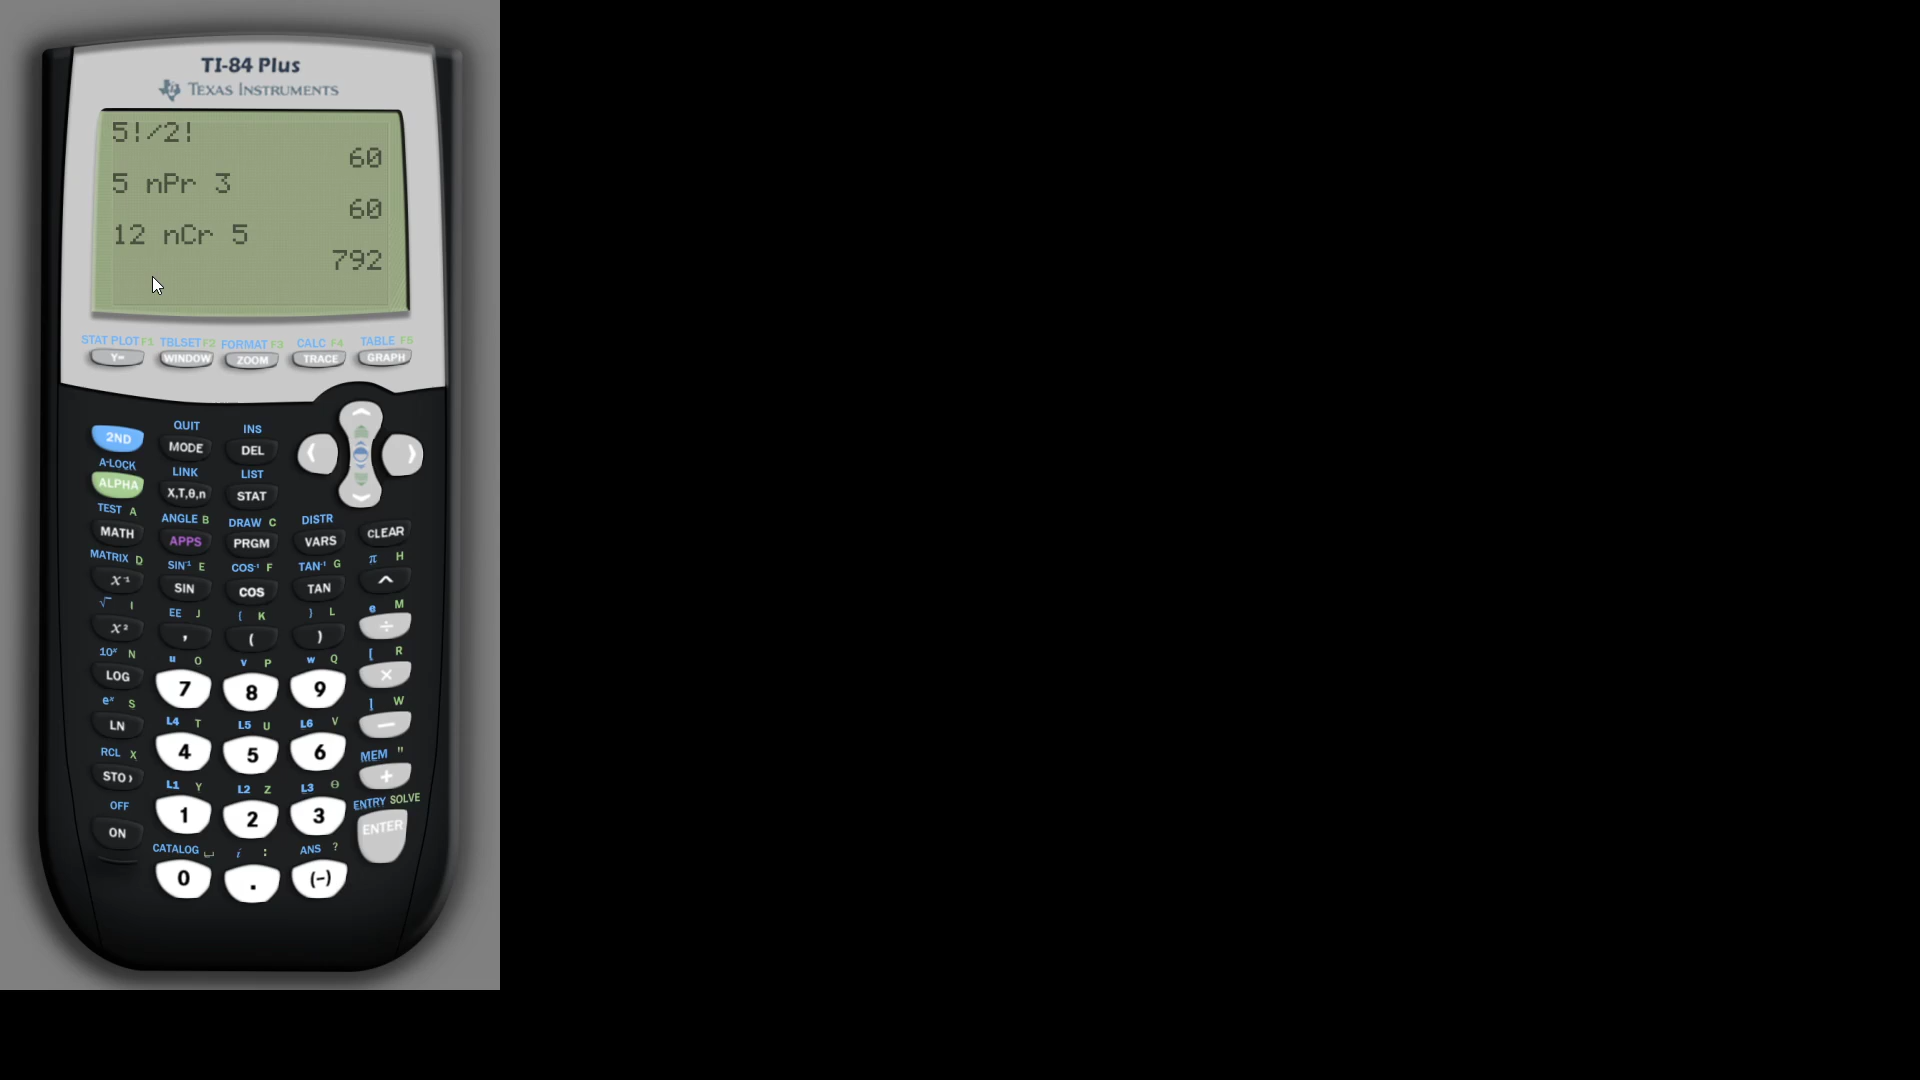 TI-84 Plus
TEXAS INSTRUMENTS
5!/2!
60
5 nPr 3
60
12 nCr 5
792
STAT PLOT F1 TBLSET F2 FORMAT F3 CALC F4 TABLE F5
Y= WINDOW ZOOM TRACE GRAPH
QUIT INS
2ND MODE DEL
A-LOCK LINK LIST
ALPHA X,T,θ,n STAT
TEST A ANGLE B DRAW C DISTR
MATH APPS PRGM VARS CLEAR
MATRIX D SIN⁻¹ E COS⁻¹ F TAN⁻¹ G π H
x⁻¹ SIN COS TAN ^
√ I EE J { K } L e M
x² , ( ) ÷
10ˣ N u O v P w Q [ R
LOG 7 8 9 ×
eˣ S L4 T L5 U L6 V ] W
LN 4 5 6 −
RCL X L1 Y L2 Z L3 θ MEM "
STO› 1 2 3 +
OFF CATALOG ⎵ i : ANS ? ENTRY SOLVE
ON 0 . (-) ENTER